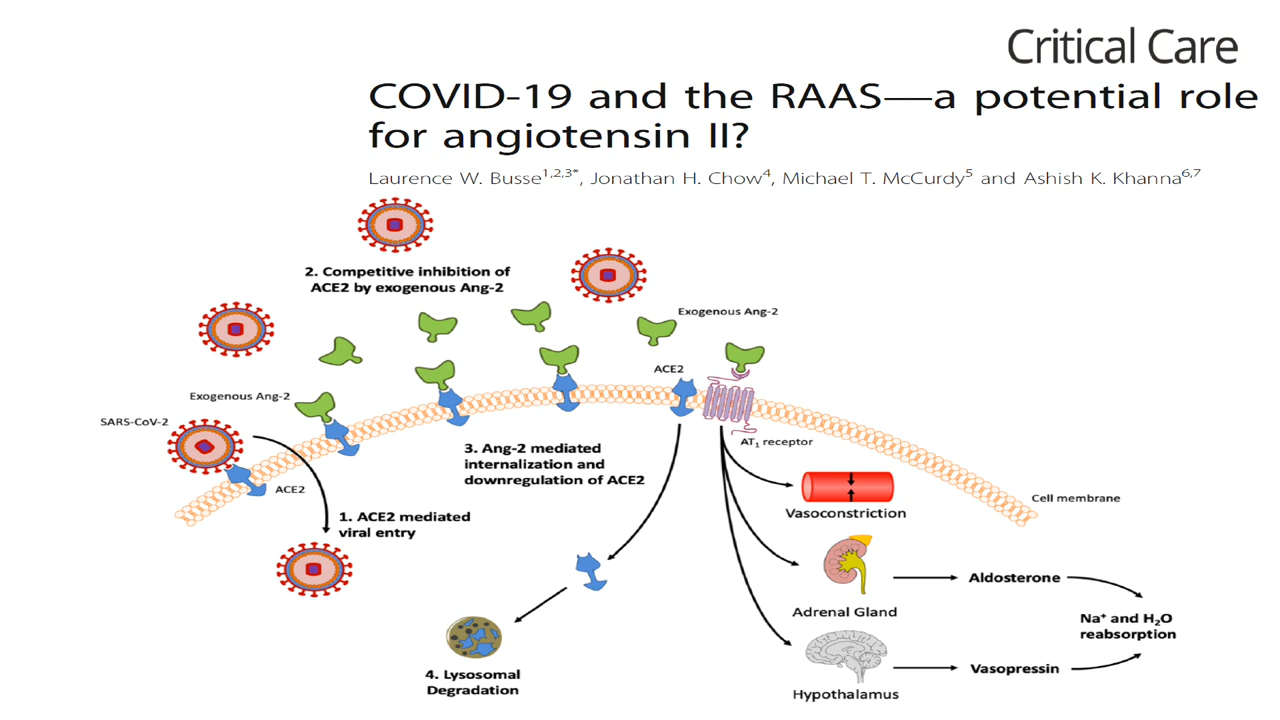 Critical Care
COVID-19 and the RAAS—a potential role
for angiotensin II?
Laurence W. Busse1,2,3*, Jonathan H. Chow4, Michael T. McCurdy5 and Ashish K. Khanna6,7
2. Competitive inhibition of
ACE2 by exogenous Ang-2
Exogenous Ang-2
ACE2
Exogenous Ang-2
SARS-CoV-2
AT1 receptor
3. Ang-2 mediated
internalization and
downregulation of ACE2
ACE2
Cell membrane
Vasoconstriction
1. ACE2 mediated
viral entry
Aldosterone
Adrenal Gland
Na+ and H2O
reabsorption
Vasopressin
4. Lysosomal
Degradation
Hypothalamus